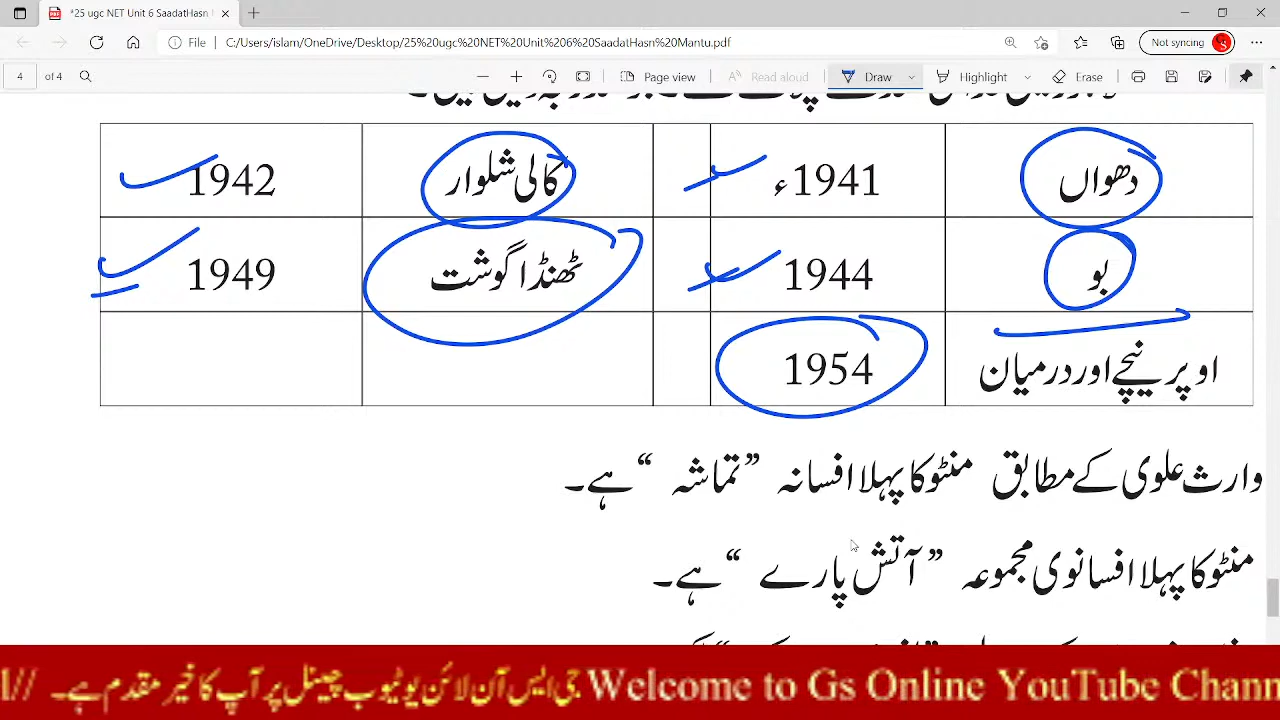 *25 ugc NET Unit 6 SaadatHasn
File C:/Users/islam/OneDrive/Desktop/25%20ugc%20NET%20Unit%206%20SaadatHasn%20Mantu.pdf Not syncing
4 of 4 Page view Read aloud Draw Highlight Erase
دھواں 1941ء کالی شلوار 1942
بو 1944 ٹھنڈا گوشت 1949
اوپر نیچے اور درمیان 1954
وارث علوی کے مطابق منٹو کا پہلا افسانہ ”تماشہ“ ہے۔
منٹو کا پہلا افسانوی مجموعہ ”آتش پارے“ ہے۔
جی ایس آن لائن یوٹیوب چینل پر آپ کا خیر مقدم ہے۔ // Welcome to Gs Online YouTube Chann